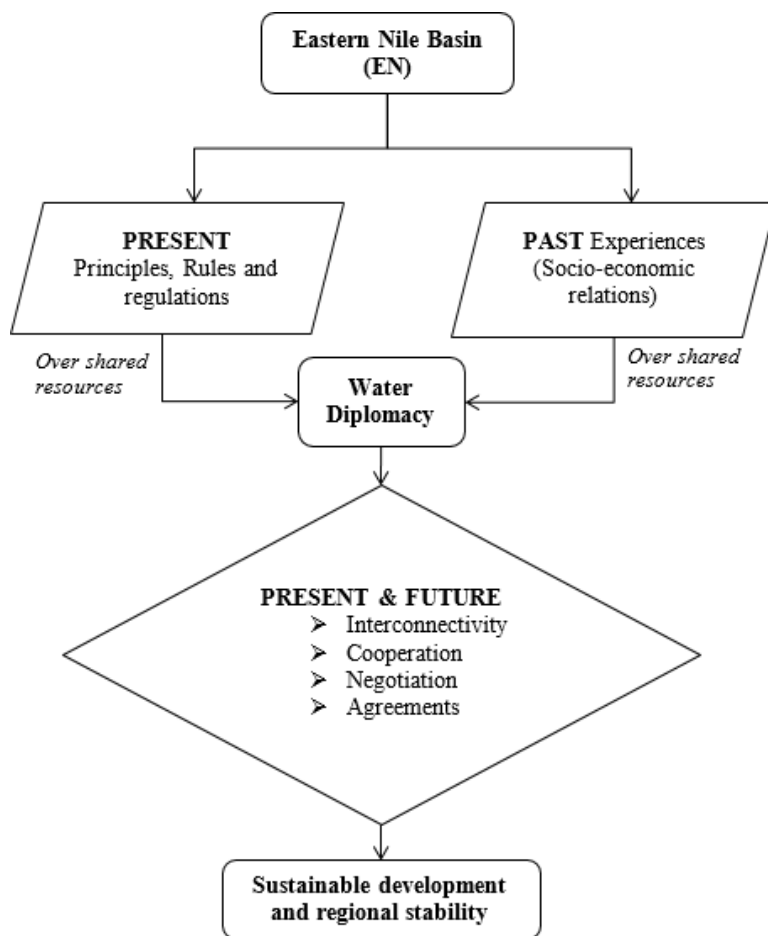 Eastern Nile Basin
(EN)
PRESENT
Principles, Rules and
regulations
PAST Experiences
(Socio-economic
relations)
Over shared
resources
Over shared
resources
Water
Diplomacy
PRESENT & FUTURE
➢ Interconnectivity
➢ Cooperation
➢ Negotiation
➢ Agreements
Sustainable development
and regional stability